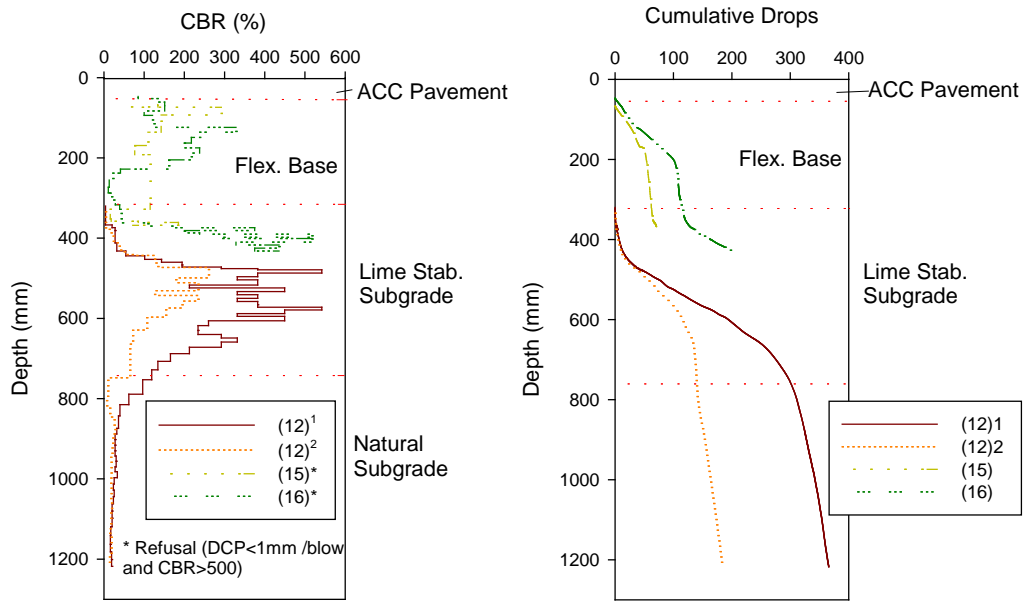 CBR (%)
0 100 200 300 400 500 600
0
200
400
600
800
1000
1200
Depth (mm)
ACC Pavement
Flex. Base
Lime Stab.
Subgrade
Natural
Subgrade
(12)¹
(12)²
(15)*
(16)*
* Refusal (DCP<1mm /blow
and CBR>500)
Cumulative Drops
0 100 200 300 400
0
200
400
600
800
1000
1200
Depth (mm)
ACC Pavement
Flex. Base
Lime Stab.
Subgrade
(12)1
(12)2
(15)
(16)